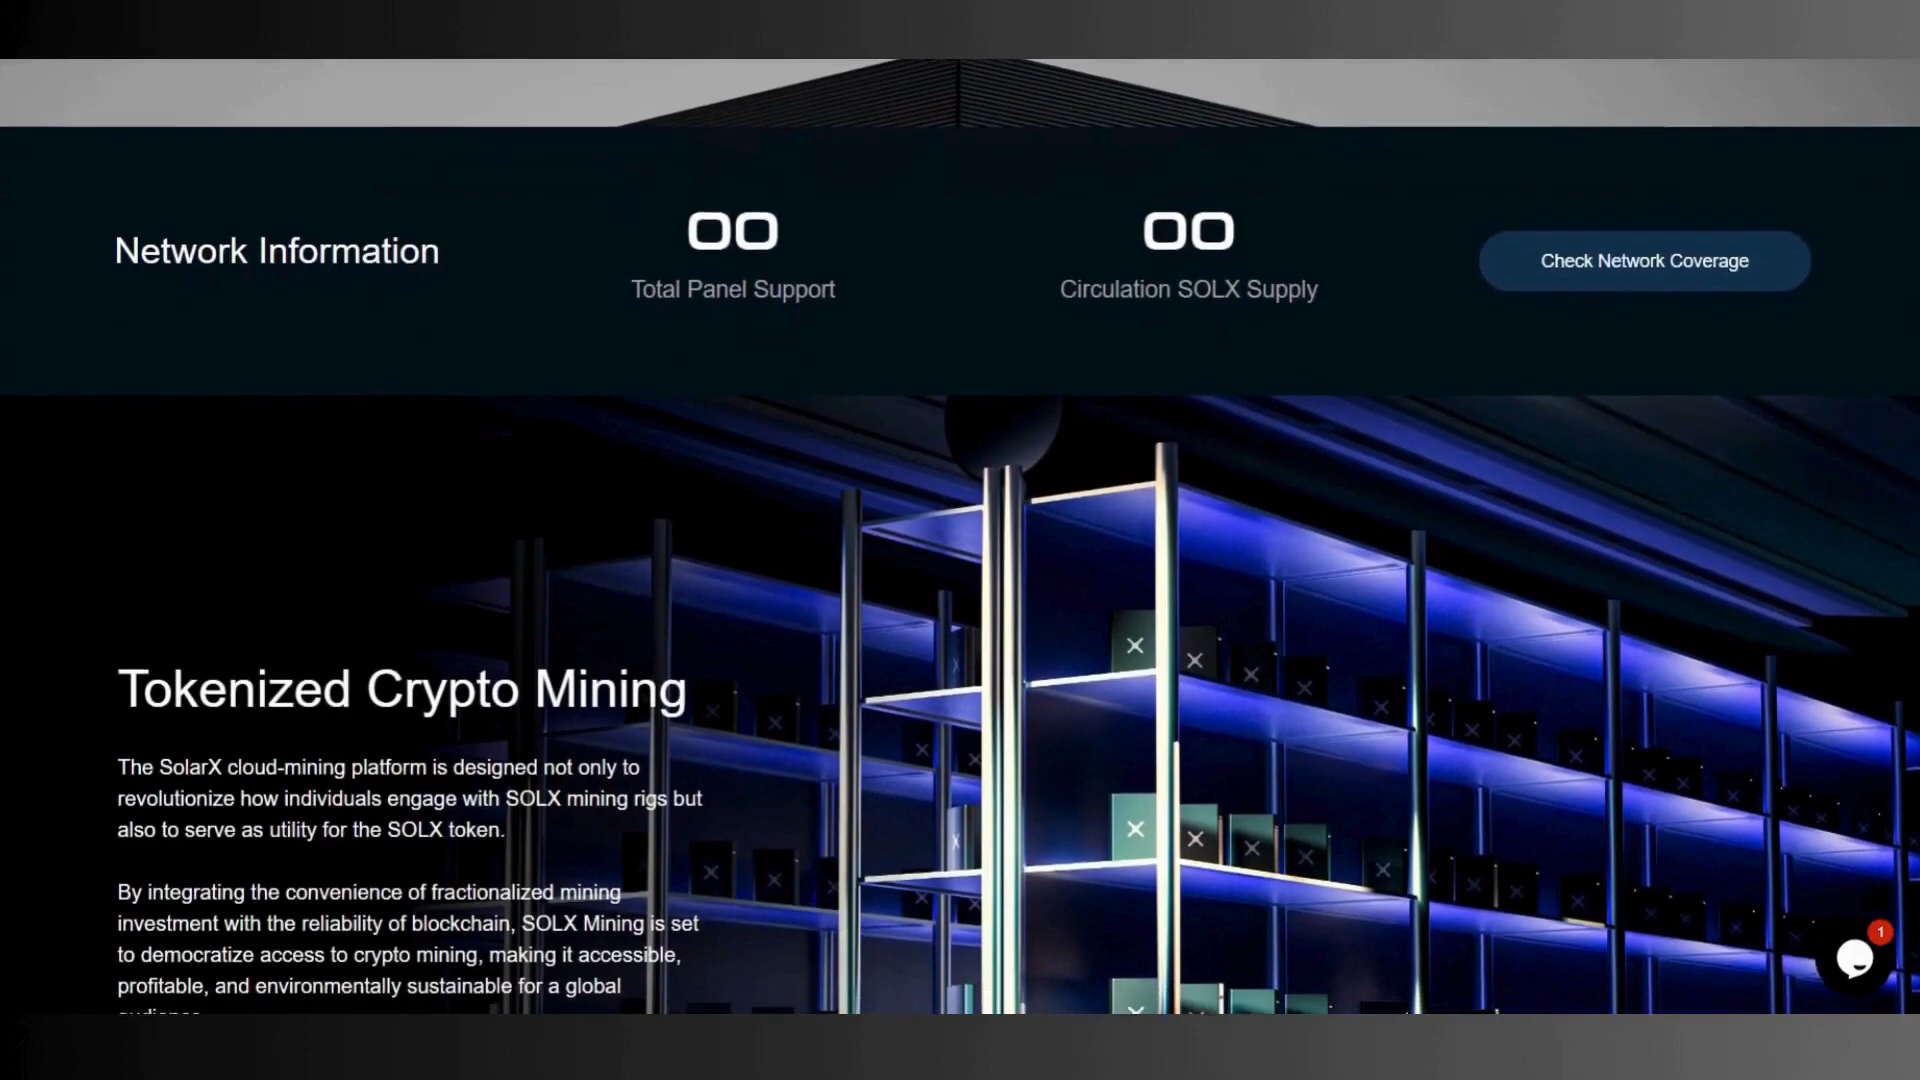 Network Information
00
Total Panel Support
00
Circulation SOLX Supply
Check Network Coverage
Tokenized Crypto Mining
The SolarX cloud-mining platform is designed not only to
revolutionize how individuals engage with SOLX mining rigs but
also to serve as utility for the SOLX token.
By integrating the convenience of fractionalized mining
investment with the reliability of blockchain, SOLX Mining is set
to democratize access to crypto mining, making it accessible,
profitable, and environmentally sustainable for a global
1